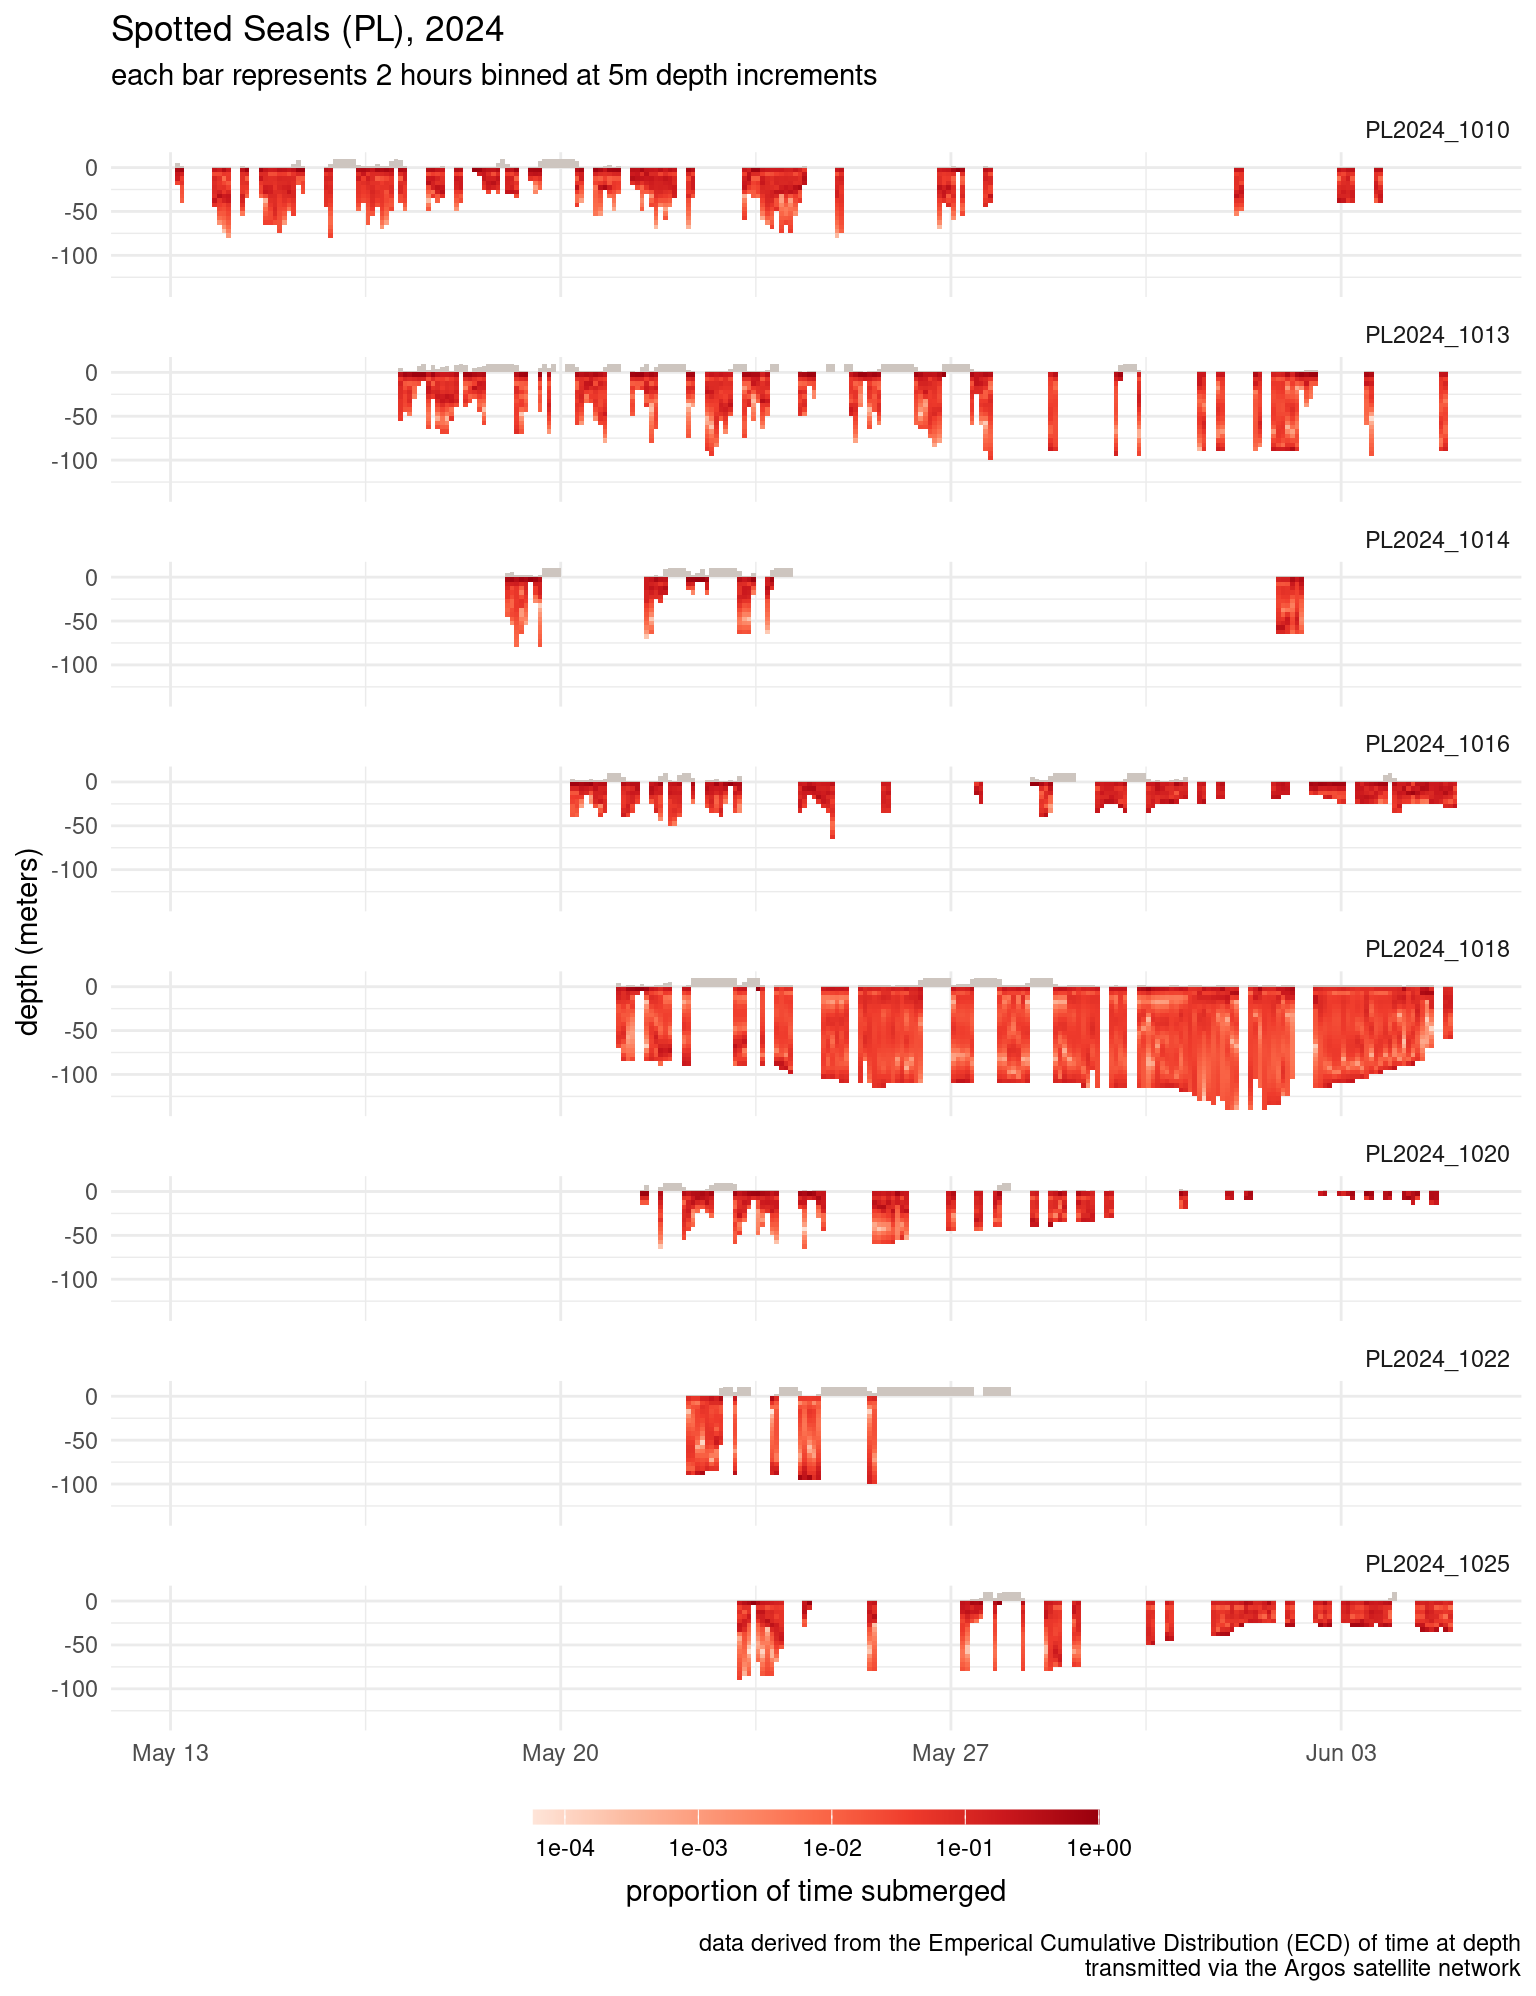 Spotted Seals (PL), 2024
each bar represents 2 hours binned at 5m depth increments
PL2024_1010
0
-50
-100
PL2024_1013
0
-50
-100
PL2024_1014
0
-50
-100
PL2024_1016
0
-50
-100
depth (meters)
PL2024_1018
0
-50
-100
PL2024_1020
0
-50
-100
PL2024_1022
0
-50
-100
PL2024_1025
0
-50
-100
May 13 May 20 May 27 Jun 03
1e-04 1e-03 1e-02 1e-01 1e+00
proportion of time submerged
data derived from the Emperical Cumulative Distribution (ECD) of time at depth
transmitted via the Argos satellite network